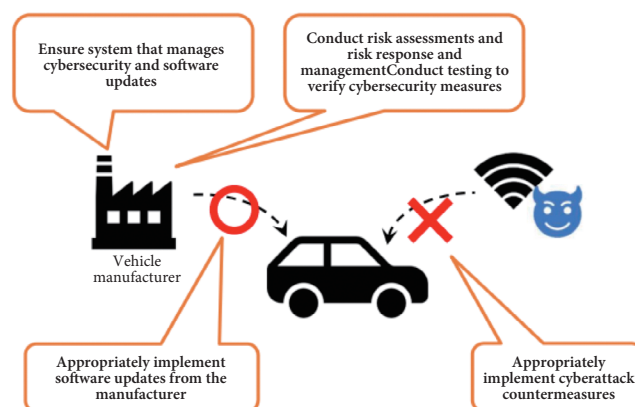 Ensure system that manages
cybersecurity and software
updates
Conduct risk assessments and
risk response and
managementConduct testing to
verify cybersecurity measures
Vehicle
manufacturer
Appropriately implement
software updates from the
manufacturer
Appropriately
implement cyberattack
countermeasures